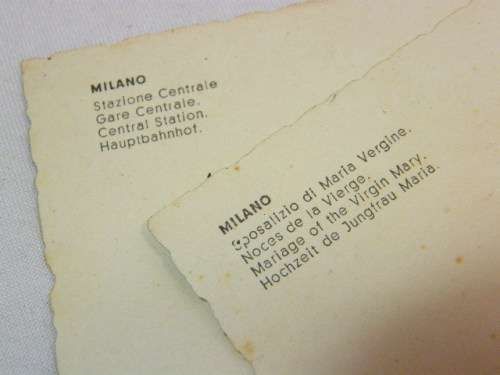 MILANO
Stazione Centrale
Gare Centrale.
Central Station.
Hauptbahnhof.
MILANO
Sposalizio di Maria Vergine.
Noces de la Vierge.
Mariage of the Virgin Mary.
Hochzeit de Jungfrau Maria.